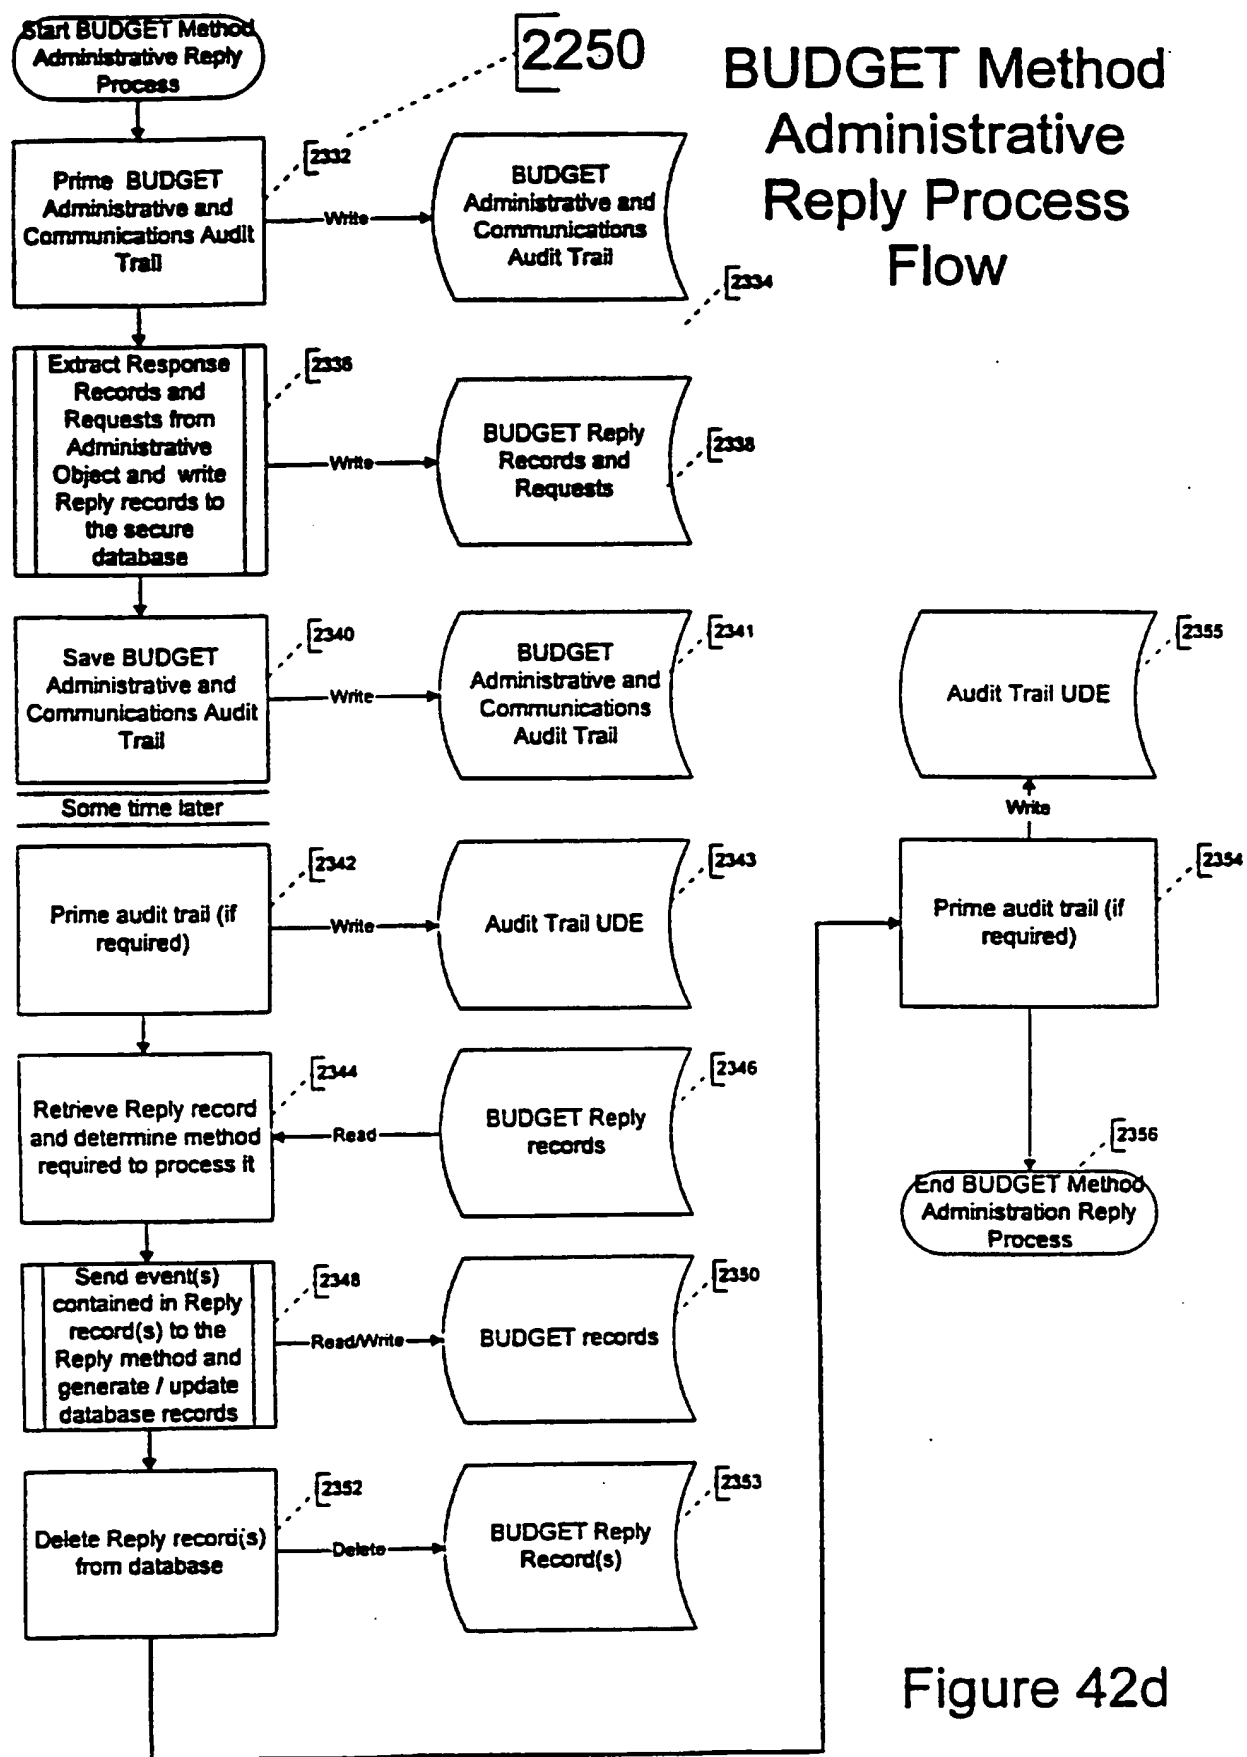 Start BUDGET Method
Administrative Reply
Process
2250
BUDGET Method
Administrative
Reply Process
Flow
2332
Prime BUDGET
Administrative and
Communications Audit
Trail
Write
BUDGET
Administrative and
Communications
Audit Trail
2334
2336
Extract Response
Records and
Requests from
Administrative
Object and write
Reply records to
the secure
database
Write
BUDGET Reply
Records and
Requests
2338
2340
Save BUDGET
Administrative and
Communications Audit
Trail
Write
BUDGET
Administrative and
Communications
Audit Trail
2341
Some time later
2342
Prime audit trail (if
required)
Write
Audit Trail UDE
2343
2344
Retrieve Reply record
and determine method
required to process it
Read
BUDGET Reply
records
2346
2348
Send event(s)
contained in Reply
record(s) to the
Reply method and
generate / update
database records
Read/Write
BUDGET records
2350
2352
Delete Reply record(s)
from database
Delete
BUDGET Reply
Record(s)
2353
2355
Audit Trail UDE
Write
2354
Prime audit trail (if
required)
2356
End BUDGET Method
Administration Reply
Process
Figure 42d